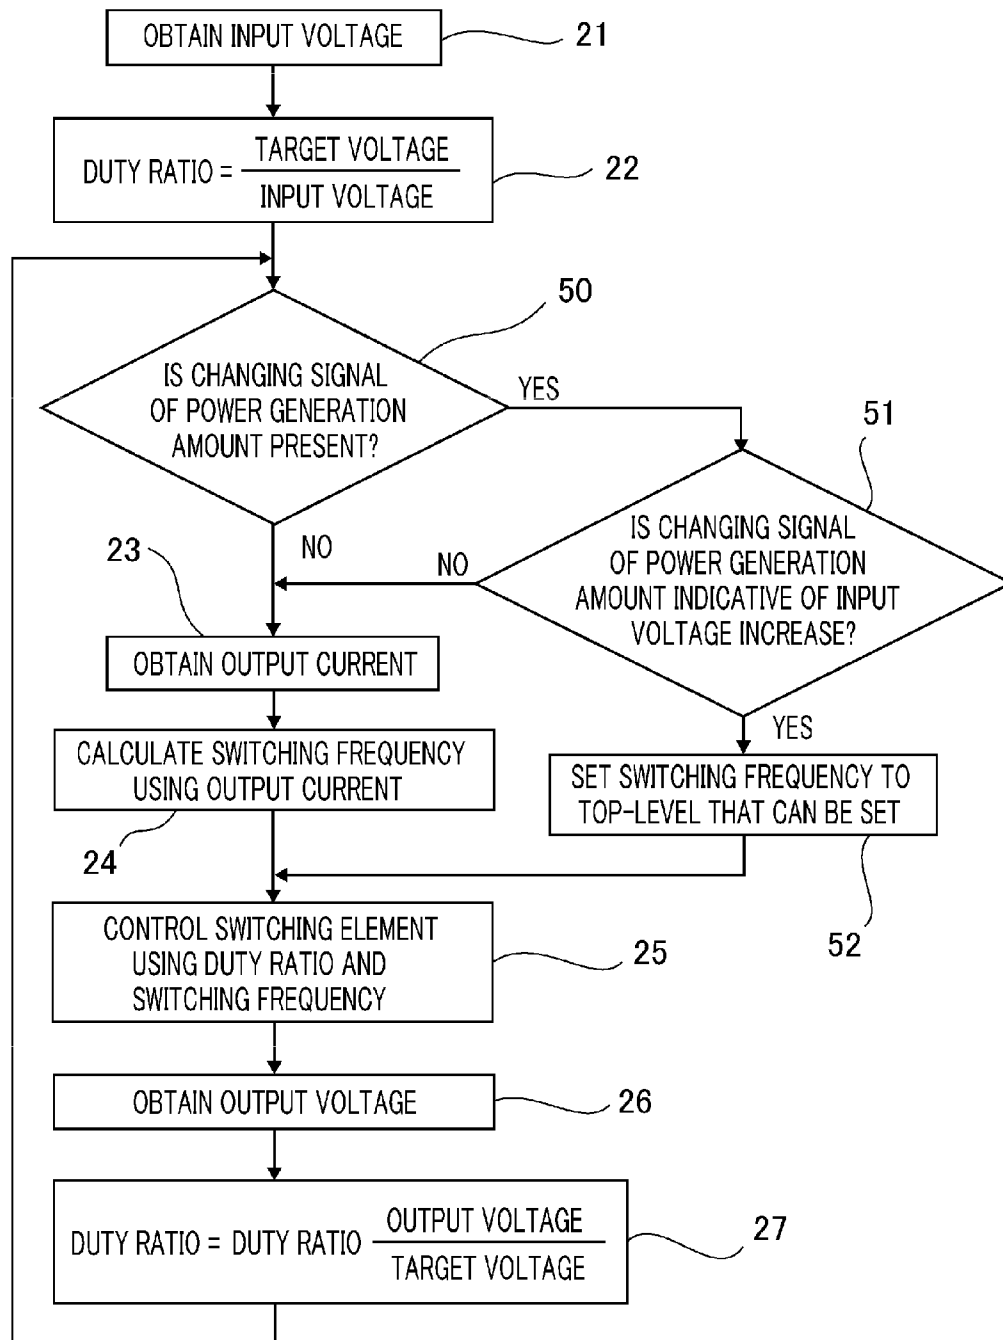 OBTAIN INPUT VOLTAGE
21
DUTY RATIO = TARGET VOLTAGE
INPUT VOLTAGE
22
50
IS CHANGING SIGNAL
OF POWER GENERATION
AMOUNT PRESENT?
YES
51
IS CHANGING SIGNAL
OF POWER GENERATION
AMOUNT INDICATIVE OF INPUT
VOLTAGE INCREASE?
NO
NO
23
OBTAIN OUTPUT CURRENT
YES
CALCULATE SWITCHING FREQUENCY
USING OUTPUT CURRENT
24
SET SWITCHING FREQUENCY TO
TOP-LEVEL THAT CAN BE SET
52
CONTROL SWITCHING ELEMENT
USING DUTY RATIO AND
SWITCHING FREQUENCY
25
OBTAIN OUTPUT VOLTAGE
26
DUTY RATIO = DUTY RATIO OUTPUT VOLTAGE
TARGET VOLTAGE
27